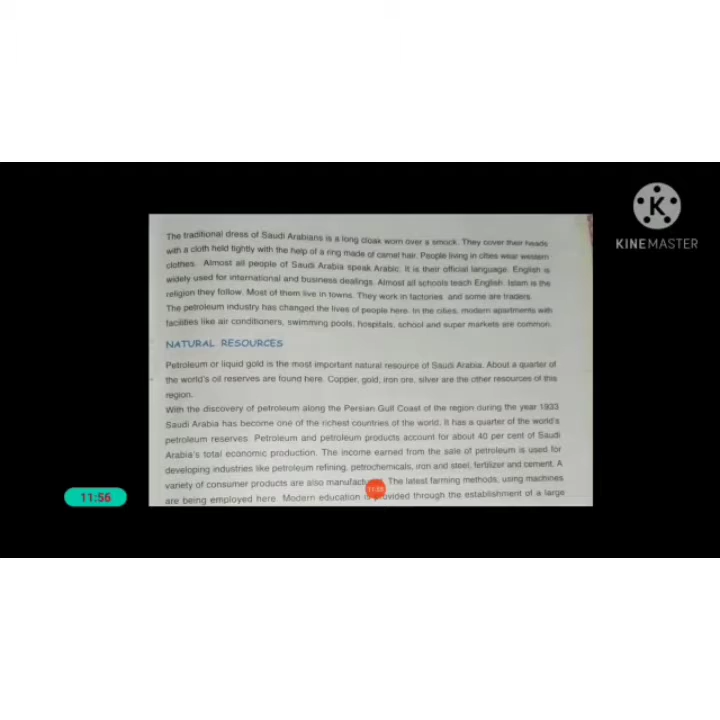 KINEMASTER
The traditional dress of Saudi Arabians is a long cloak worn over a smock. They cover their heads
with a cloth held tightly with the help of a ring made of camel hair. People living in cities wear western
clothes. Almost all people of Saudi Arabia speak Arabic. It is their official language. English is
widely used for international and business dealings. Almost all schools teach English. Islam is the
religion they follow. Most of them live in towns. They work in factories and some are traders.
The petroleum industry has changed the lives of people here. In the cities, modern apartments with
facilities like air conditioners, swimming pools, hospitals, school and super markets are common.
NATURAL RESOURCES
Petroleum or liquid gold is the most important natural resource of Saudi Arabia. About a quarter of
the world's oil reserves are found here. Copper, gold, iron ore, silver are the other resources of this
region.
With the discovery of petroleum along the Persian Gulf Coast of the region during the year 1933
Saudi Arabia has become one of the richest countries of the world. It has a quarter of the world's
petroleum reserves. Petroleum and petroleum products account for about 40 per cent of Saudi
Arabia's total economic production. The income earned from the sale of petroleum is used for
developing industries like petroleum refining, petrochemicals, iron and steel, fertilizer and cement. A
variety of consumer products are also manufactured. The latest farming methods, using machines
are being employed here. Modern education is provided through the establishment of a large
11:56